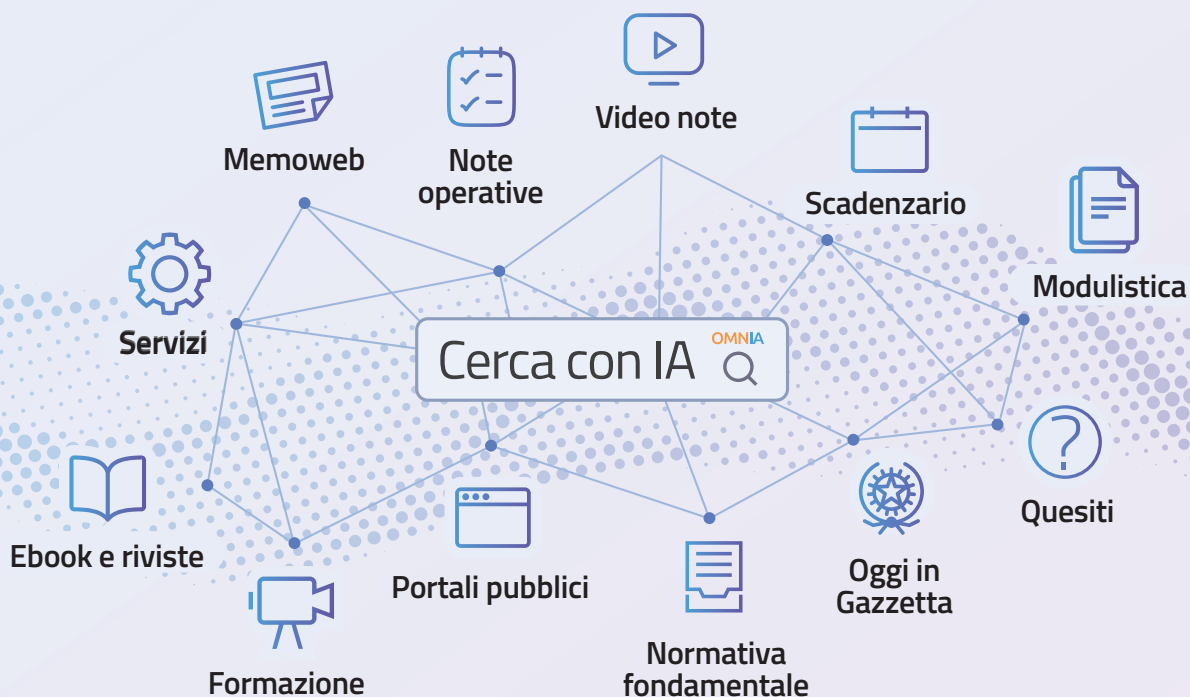 Video note
Memoweb
Note
operative
Scadenzario
Modulistica
Servizi
Cerca con IA
OMNIA
Quesiti
Ebook e riviste
Portali pubblici
Oggi in
Gazzetta
Formazione
Normativa
fondamentale